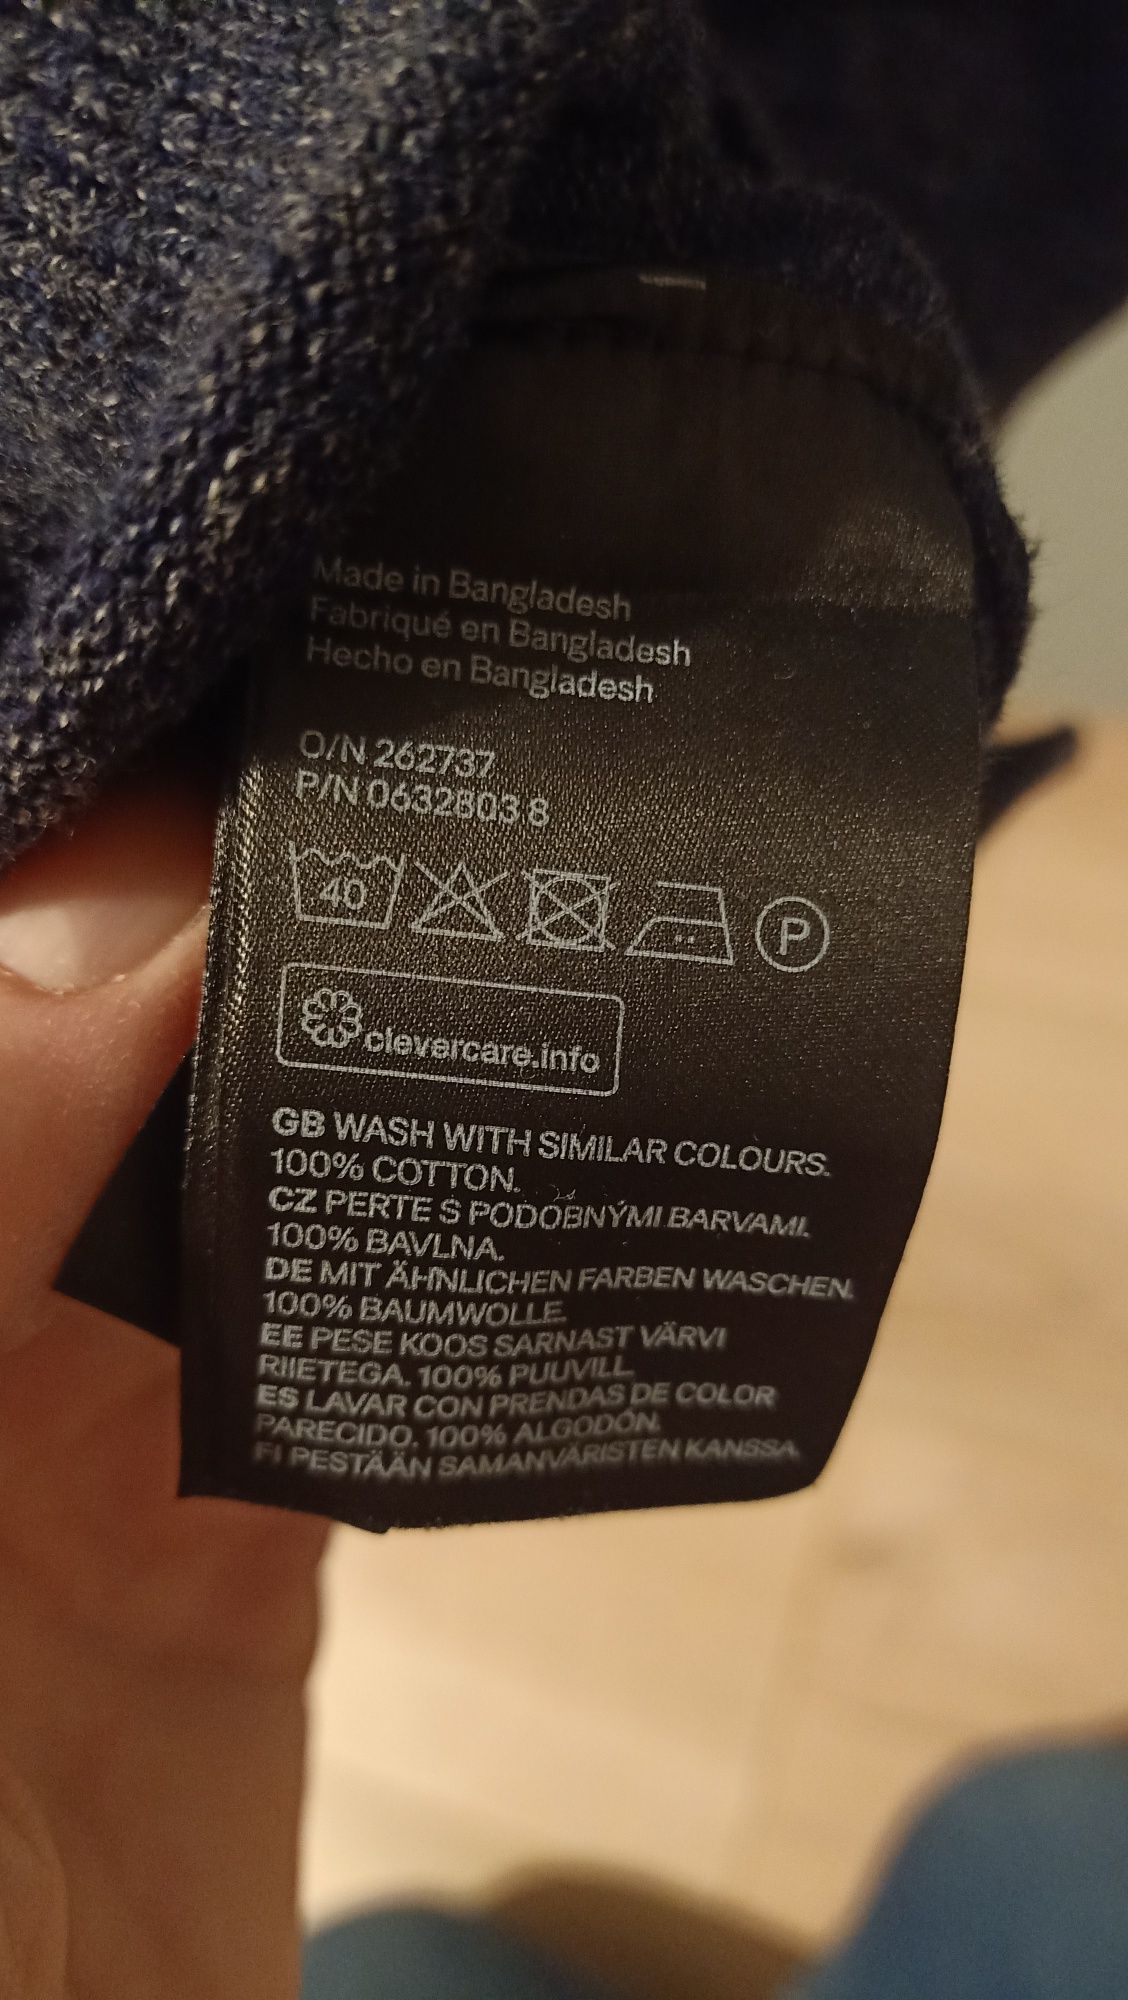 Made in Bangladesh
Fabriqué en Bangladesh
Hecho en Bangladesh
O/N 262737
P/N 0632803 8
40
P
clevercare.info
GB WASH WITH SIMILAR COLOURS.
100% COTTON.
CZ PERTE S PODOBNÝMI BARVAMI.
100% BAVLNA.
DE MIT ÄHNLICHEN FARBEN WASCHEN.
100% BAUMWOLLE.
EE PESE KOOS SARNAST VÄRVI
RIIETEGA. 100% PUUVILL.
ES LAVAR CON PRENDAS DE COLOR
PARECIDO. 100% ALGODÓN.
FI PESTÄÄN SAMANVÄRISTEN KANSSA.